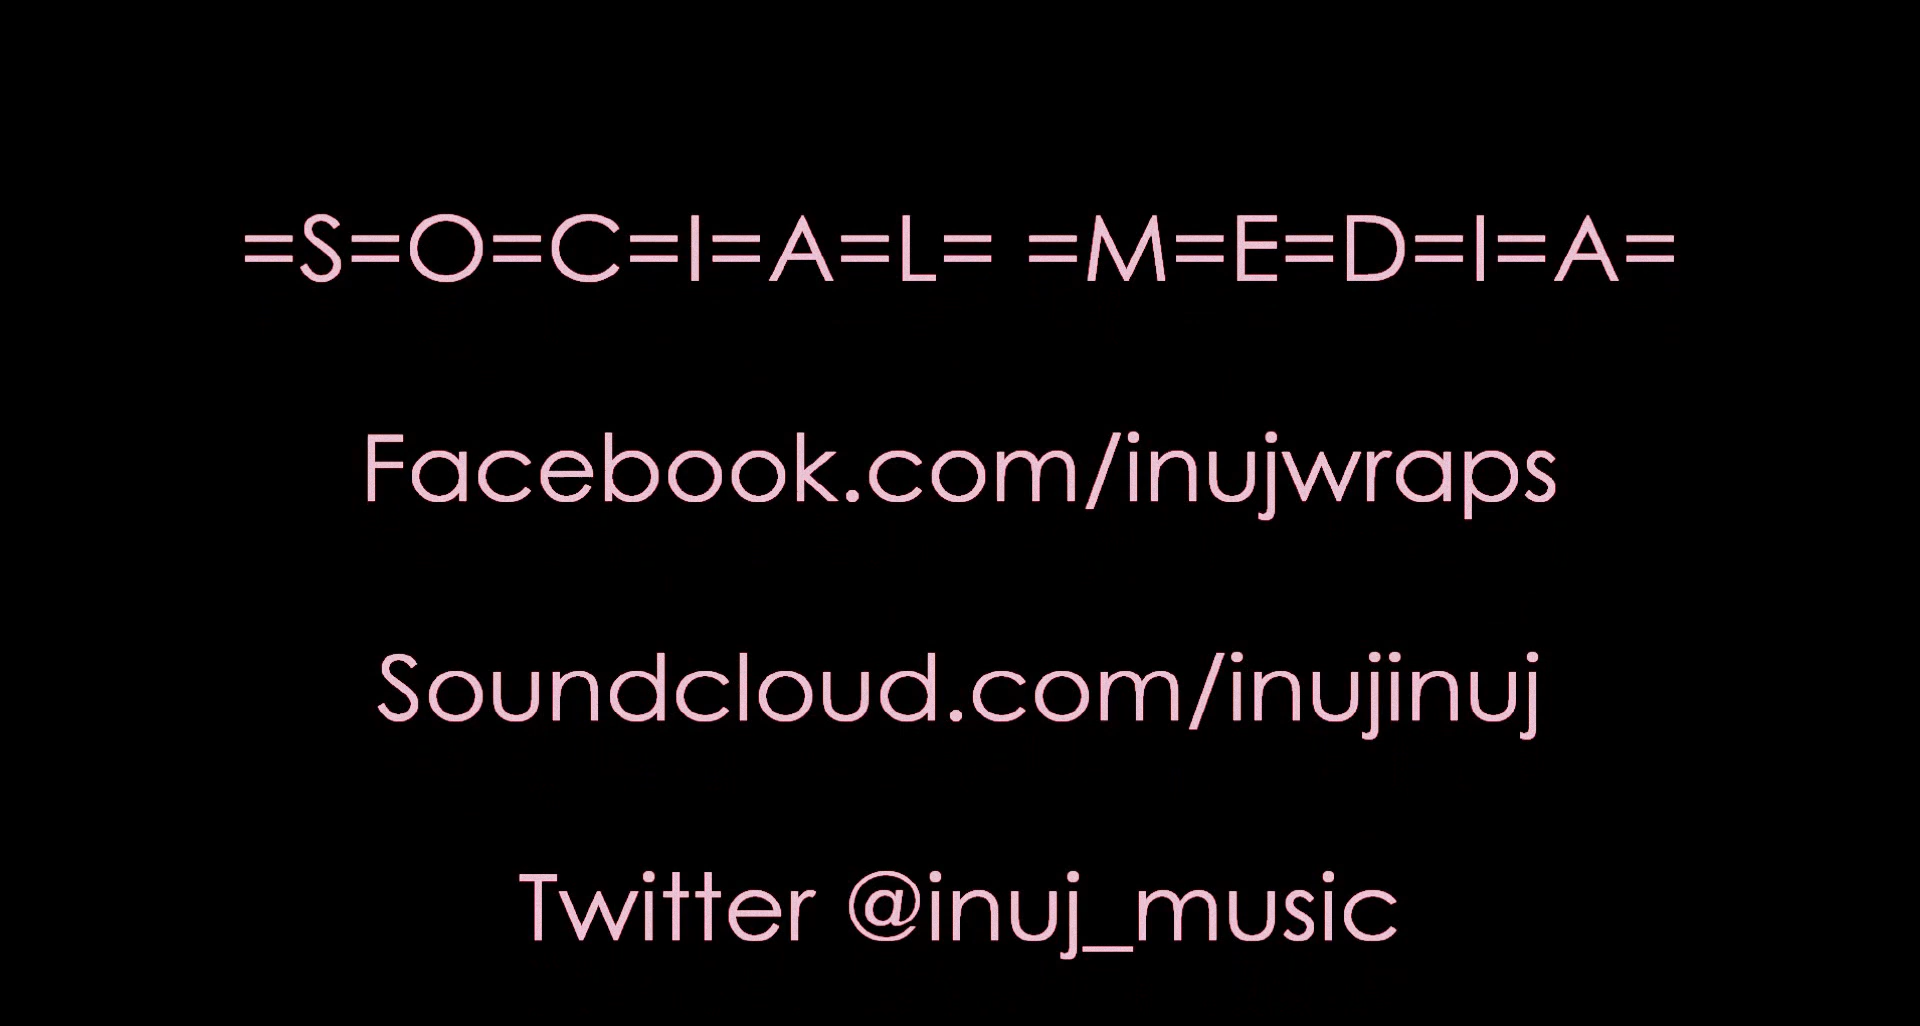 =S=O=C=I=A=L= =M=E=D=I=A=
Facebook.com/inujwraps
Soundcloud.com/inujinuj
Twitter @inuj_music